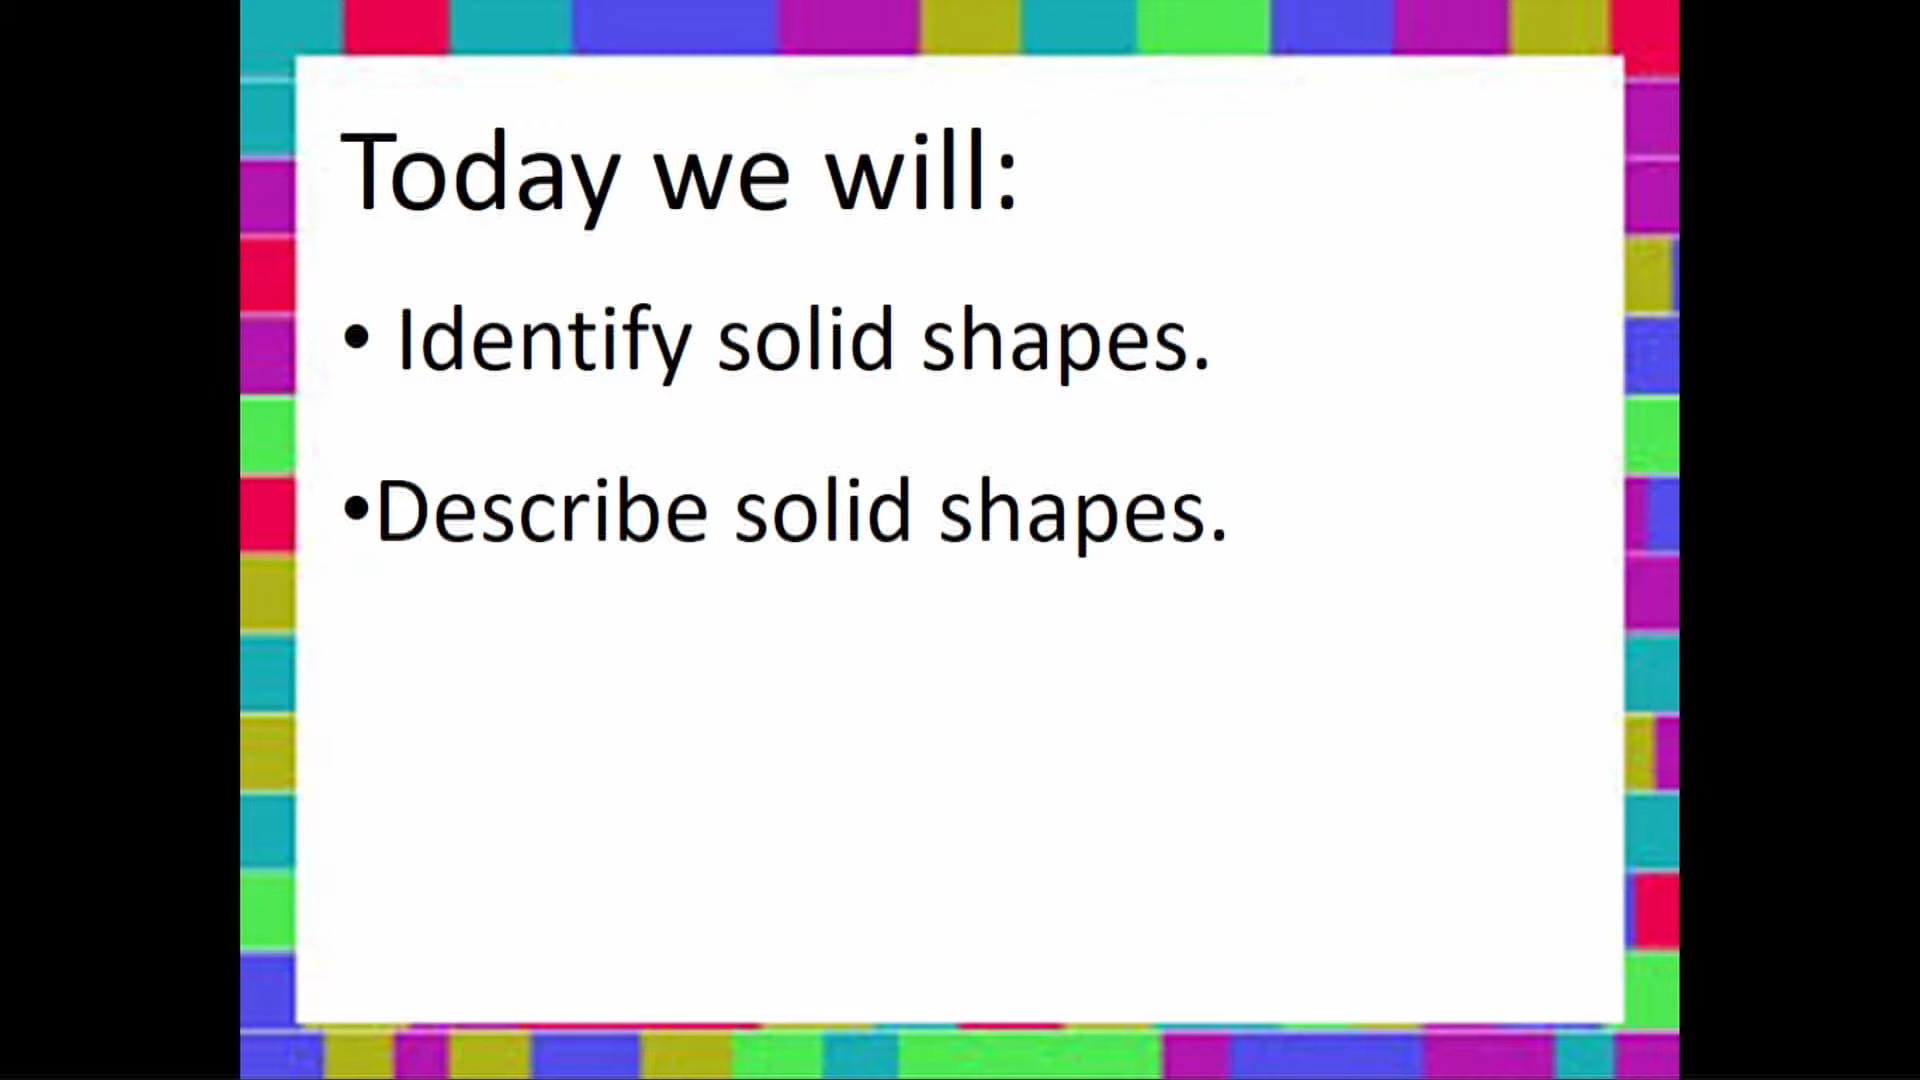 Today we will:
• Identify solid shapes.
•Describe solid shapes.